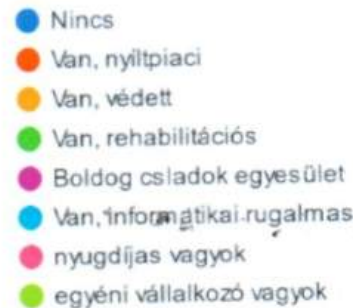 Nincs
Van, nyíltpiaci
Van, védett
Van, rehabilitációs
Boldog csladok egyesület
Van, informatikai rugalmas
nyugdíjas vagyok
egyéni vállalkozó vagyok